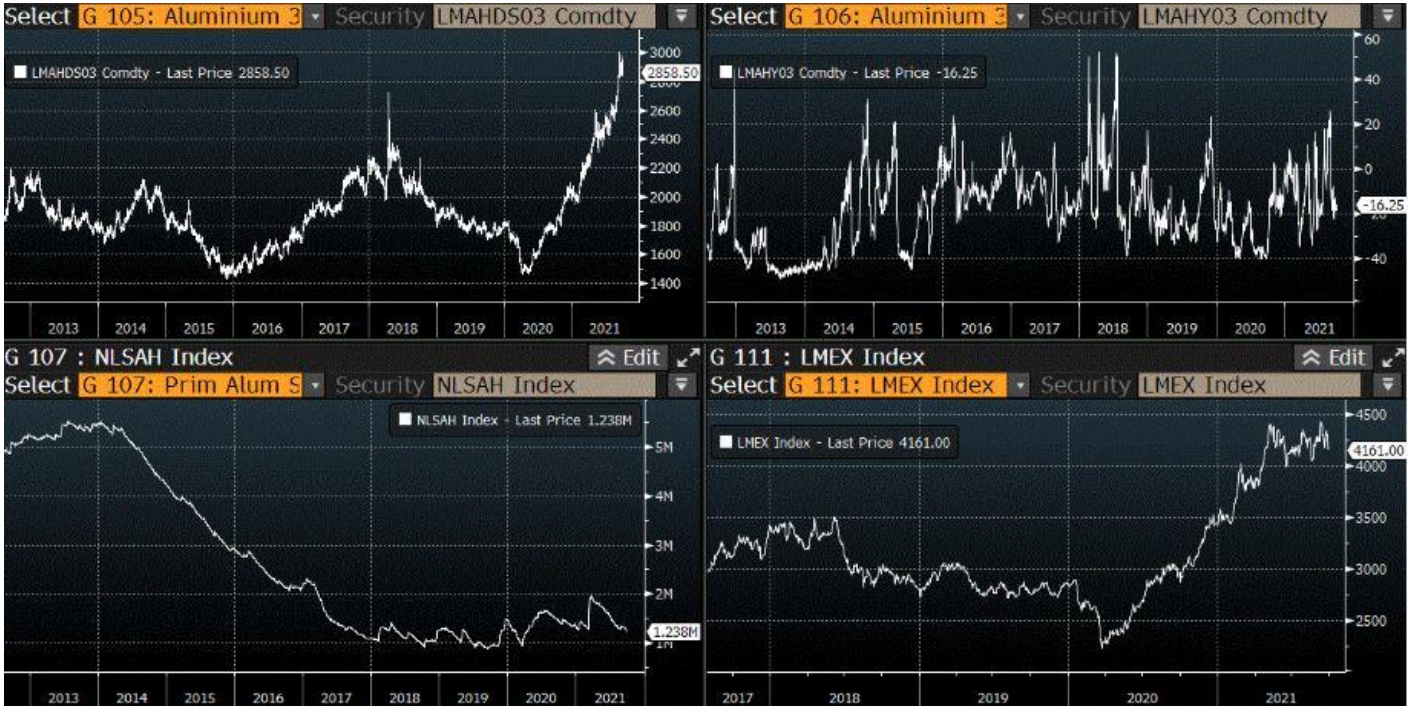 Select G 105: Aluminum 3 Security LMAHDS03 Comdty
LMAHDS03 Comdty - Last Price 2858.50
3000
2858.50
2800
2600
2400
2200
2000
1800
1600
1400
2013 2014 2015 2016 2017 2018 2019 2020 2021
Select G 106: Aluminium 3 Security LMAHY03 Comdty
LMAHY03 Comdty - Last Price -16.25
60
40
20
0
-16.25
-20
-40
2013 2014 2015 2016 2017 2018 2019 2020 2021
G 107 : NLSAH Index Edit
Select G 107: Prim Alum S Security NLSAH Index
NLSAH Index - Last Price 1.238M
5M
4M
3M
2M
1.238M
1M
2013 2014 2015 2016 2017 2018 2019 2020 2021
G 111 : LMEX Index Edit
Select G 111: LMEX Index Security LMEX Index
LMEX Index - Last Price 4161.00
4500
4161.00
4000
3500
3000
2500
2017 2018 2019 2020 2021